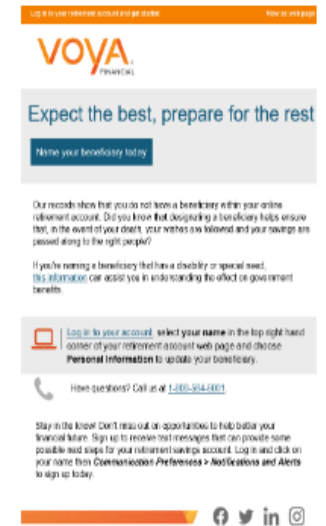 Log in to your retirement account and get started
View as web page
VOYA
FINANCIAL
Expect the best, prepare for the rest
Name your beneficiary today
Our records show that you do not have a beneficiary within your online
retirement account. Did you know that designating a beneficiary helps ensure
that, in the event of your death, your wishes are followed and your savings are
passed along to the right people?
If you're naming a beneficiary that has a disability or special need,
this information can assist you in understanding the effect on government
benefits.
Log in to your account, select your name in the top right hand
corner of your retirement account web page and choose
Personal Information to update your beneficiary.
Have questions? Call us at 1-800-584-6001.
Stay in the know! Don't miss out on opportunities to help better your
financial future. Sign up to receive text messages that can provide some
possible next steps for your retirement savings account. Log in and click on
your name then Communication Preferences > Notifications and Alerts
to sign up today.